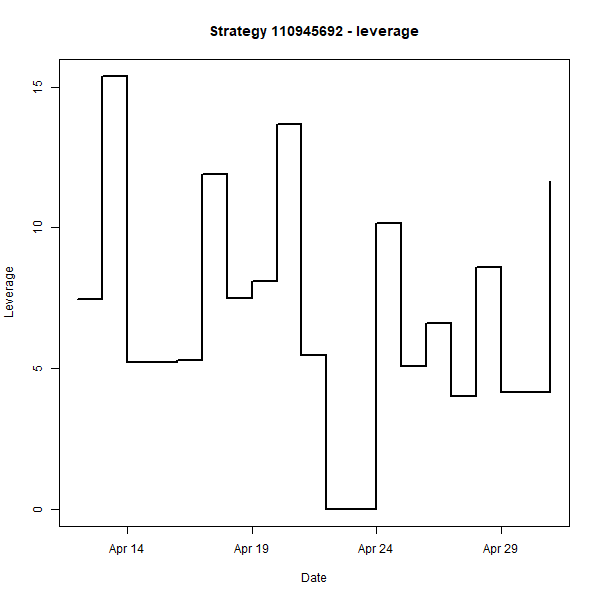 Strategy 110945692 - leverage
Leverage
15
10
5
0
Apr 14
Apr 19
Apr 24
Apr 29
Date